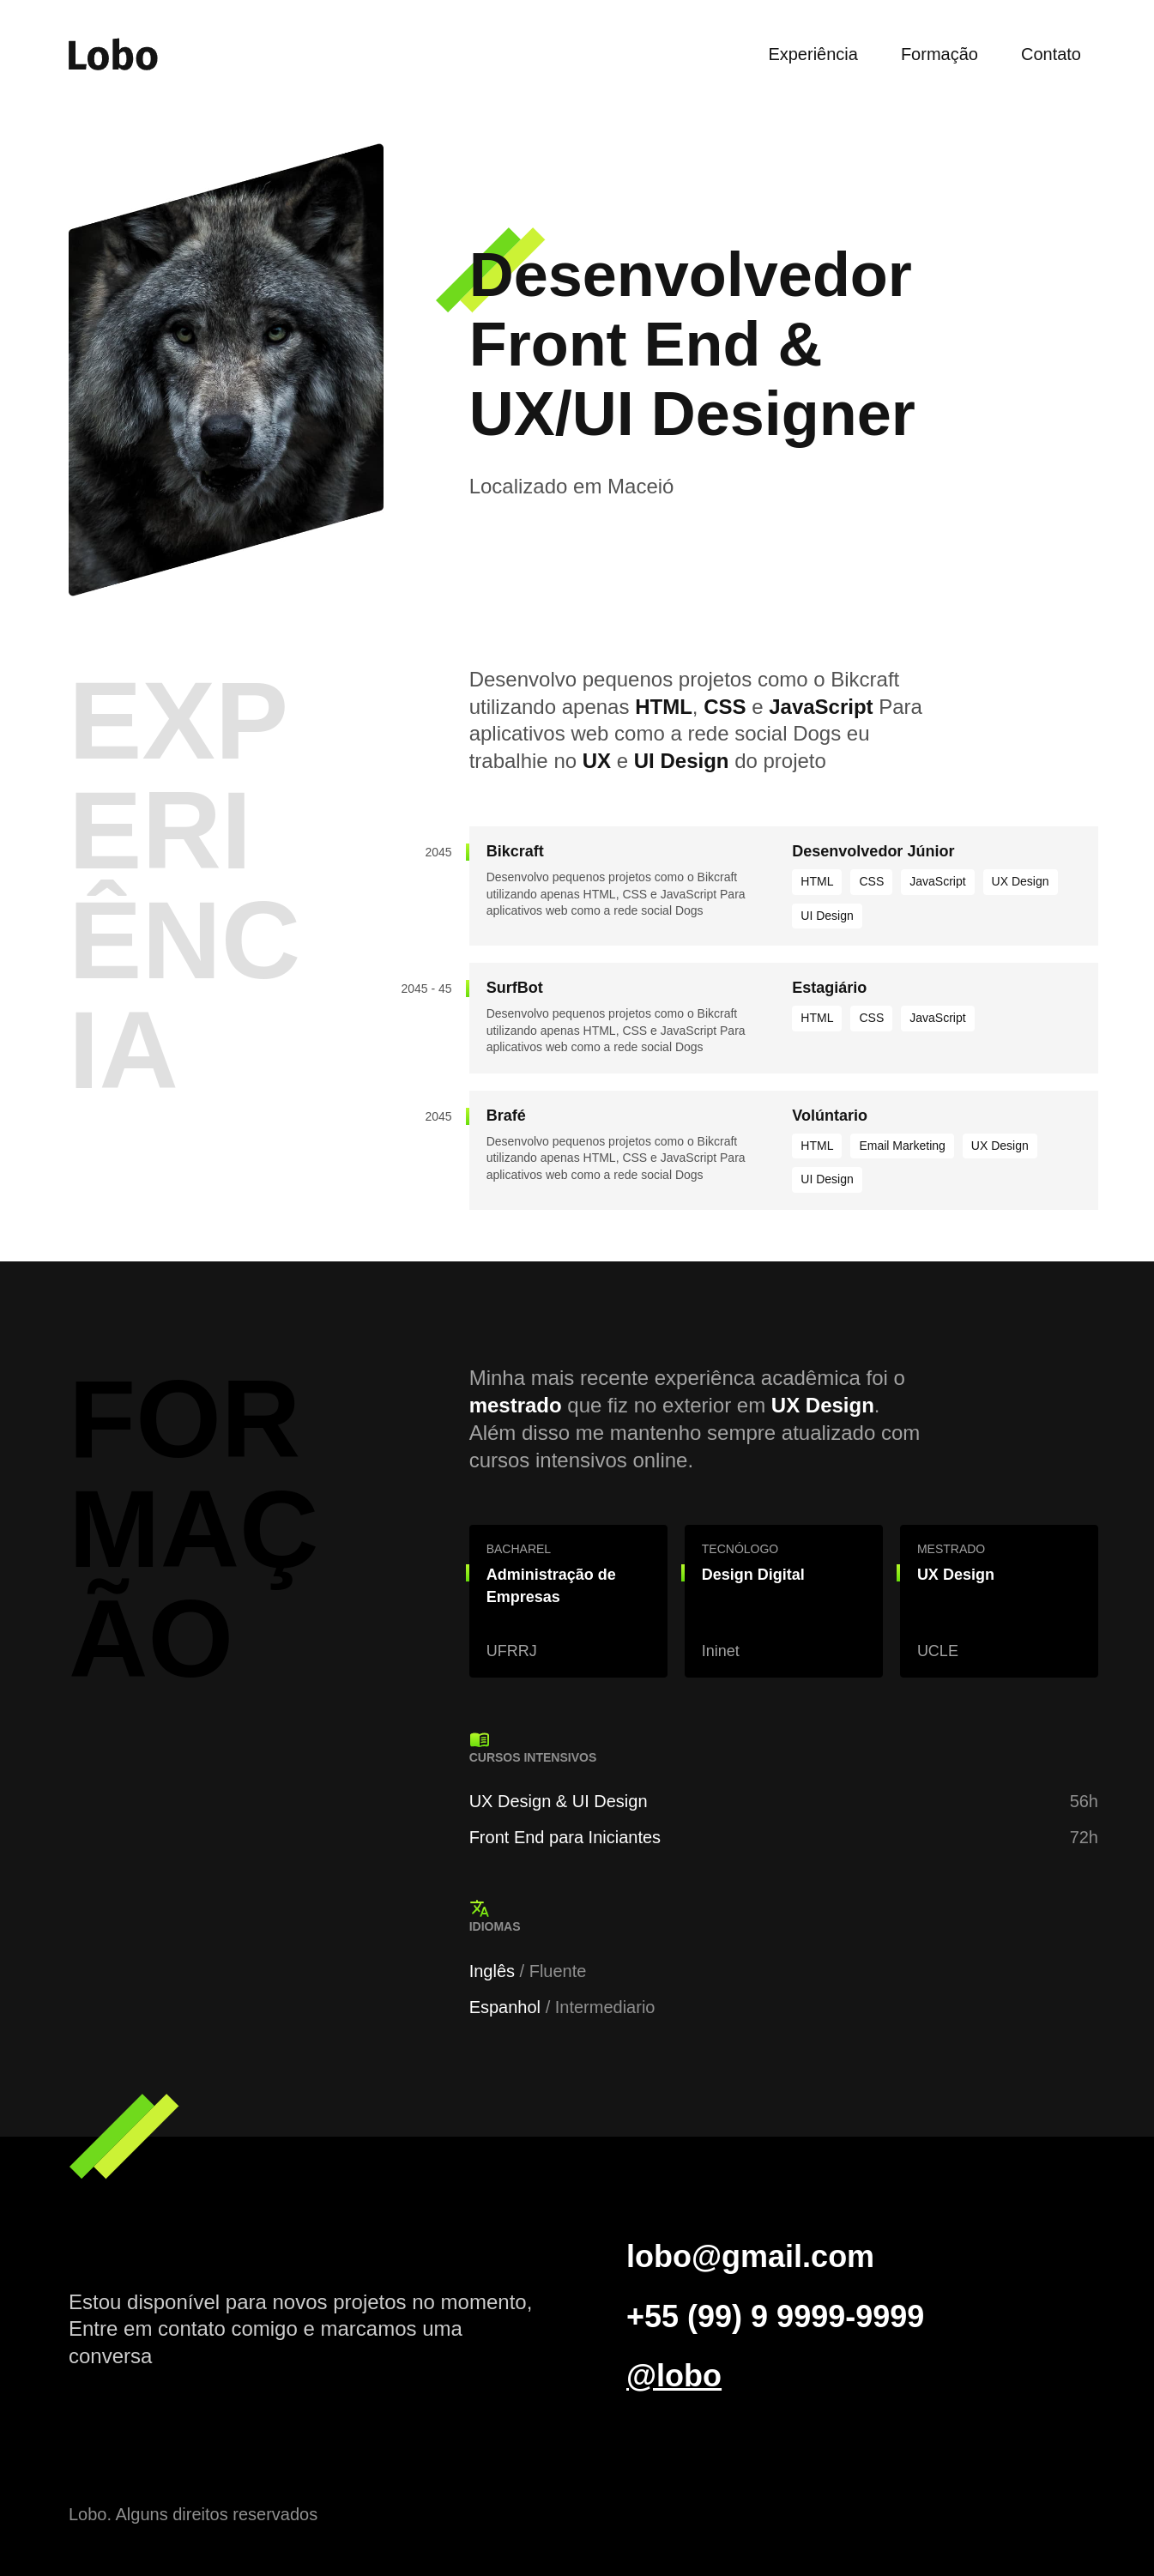 Lobo
Experiência
Formação
Contato
Desenvolvedor
Front End &
UX/UI Designer
Localizado em Maceió
EXP
ERI
ÊNC
IA
Desenvolvo pequenos projetos como o Bikcraft
utilizando apenas HTML, CSS e JavaScript Para
aplicativos web como a rede social Dogs eu
trabalhie no UX e UI Design do projeto
2045
Bikcraft
Desenvolvo pequenos projetos como o Bikcraft
utilizando apenas HTML, CSS e JavaScript Para
aplicativos web como a rede social Dogs
Desenvolvedor Júnior
HTML
CSS
JavaScript
UX Design
UI Design
2045 - 45
SurfBot
Desenvolvo pequenos projetos como o Bikcraft
utilizando apenas HTML, CSS e JavaScript Para
aplicativos web como a rede social Dogs
Estagiário
HTML
CSS
JavaScript
2045
Brafé
Desenvolvo pequenos projetos como o Bikcraft
utilizando apenas HTML, CSS e JavaScript Para
aplicativos web como a rede social Dogs
Volúntario
HTML
Email Marketing
UX Design
UI Design
FOR
MAÇ
ÃO
Minha mais recente experiênca acadêmica foi o
mestrado que fiz no exterior em UX Design.
Além disso me mantenho sempre atualizado com
cursos intensivos online.
BACHAREL
Administração de
Empresas
UFRRJ
TECNÓLOGO
Design Digital
Ininet
MESTRADO
UX Design
UCLE
CURSOS INTENSIVOS
UX Design & UI Design 56h
Front End para Iniciantes 72h
IDIOMAS
Inglês / Fluente
Espanhol / Intermediario
Estou disponível para novos projetos no momento,
Entre em contato comigo e marcamos uma
conversa
lobo@gmail.com
+55 (99) 9 9999-9999
@lobo
Lobo. Alguns direitos reservados